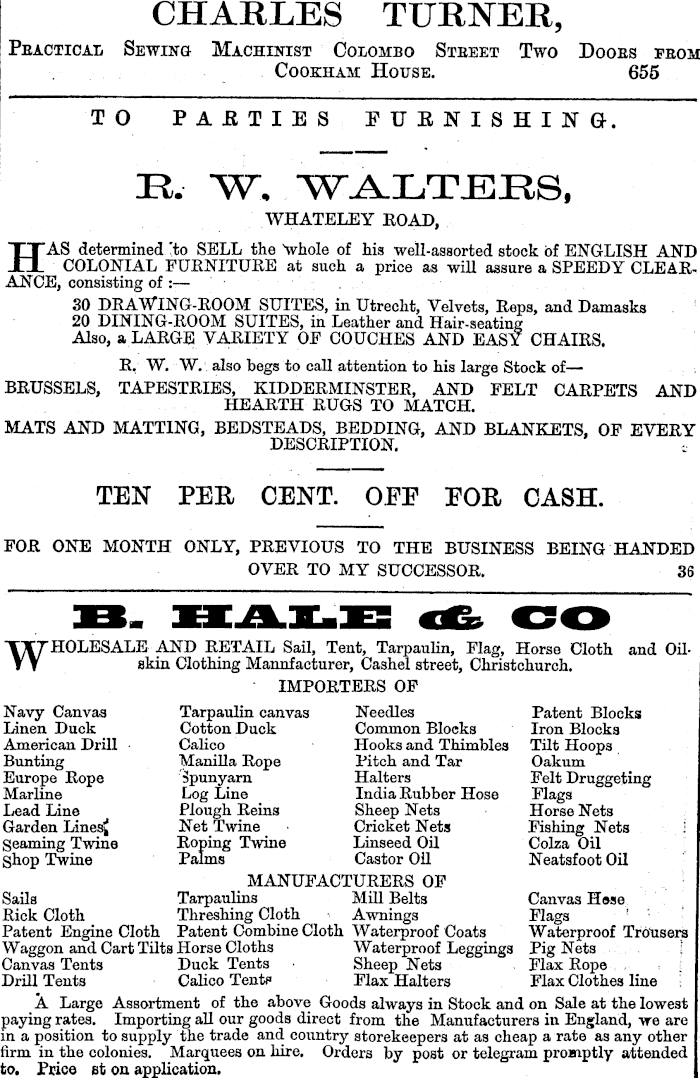 CHARLES TURNER,
PRACTICAL SEWING MACHINIST COLOMBO STREET TWO DOORS FROM
COOKHAM HOUSE. 655
TO PARTIES FURNISHING.
R. W. WALTERS,
WHATELEY ROAD,
HAS determined to SELL the whole of his well-assorted stock of ENGLISH AND
COLONIAL FURNITURE at such a price as will assure a SPEEDY CLEAR-
ANCE, consisting of :—
30 DRAWING-ROOM SUITES, in Utrecht, Velvets, Reps, and Damasks
20 DINING-ROOM SUITES, in Leather and Hair-seating
Also, a LARGE VARIETY OF COUCHES AND EASY CHAIRS.
R. W. W. also begs to call attention to his large Stock of—
BRUSSELS, TAPESTRIES, KIDDERMINSTER, AND FELT CARPETS AND
HEARTH RUGS TO MATCH.
MATS AND MATTING, BEDSTEADS, BEDDING, AND BLANKETS, OF EVERY
DESCRIPTION.
TEN PER CENT. OFF FOR CASH.
FOR ONE MONTH ONLY, PREVIOUS TO THE BUSINESS BEING HANDED
OVER TO MY SUCCESSOR. 36
B. HALE & CO
WHOLESALE AND RETAIL Sail, Tent, Tarpaulin, Flag, Horse Cloth and Oil-
skin Clothing Mannfacturer, Cashel street, Christchurch.
IMPORTERS OF
Navy Canvas Tarpaulin canvas Needles Patent Blocks
Linen Duck Cotton Duck Common Blocks Iron Blocks
American Drill Calico Hooks and Thimbles Tilt Hoops
Bunting Manilla Rope Pitch and Tar Oakum
Europe Rope Spunyarn Halters Felt Druggeting
Marline Log Line India Rubber Hose Flags
Lead Line Plough Reins Sheep Nets Horse Nets
Garden Lines Net Twine Cricket Nets Fishing Nets
Seaming Twine Roping Twine Linseed Oil Colza Oil
Shop Twine Palms Castor Oil Neatsfoot Oil
MANUFACTURERS OF
Sails Tarpaulins Mill Belts Canvas Hose
Rick Cloth Threshing Cloth Awnings Flags
Patent Engine Cloth Patent Combine Cloth Waterproof Coats Waterproof Trousers
Waggon and Cart Tilts Horse Cloths Waterproof Leggings Pig Nets
Canvas Tents Duck Tents Sheep Nets Flax Rope
Drill Tents Calico Tents Flax Halters Flax Clothes line
A Large Assortment of the above Goods always in Stock and on Sale at the lowest
paying rates. Importing all our goods direct from the Manufacturers in England, we are
in a position to supply the trade and country storekeepers at as cheap a rate as any other
firm in the colonies. Marquees on hire. Orders by post or telegram promptly attended
to. Price st on application.